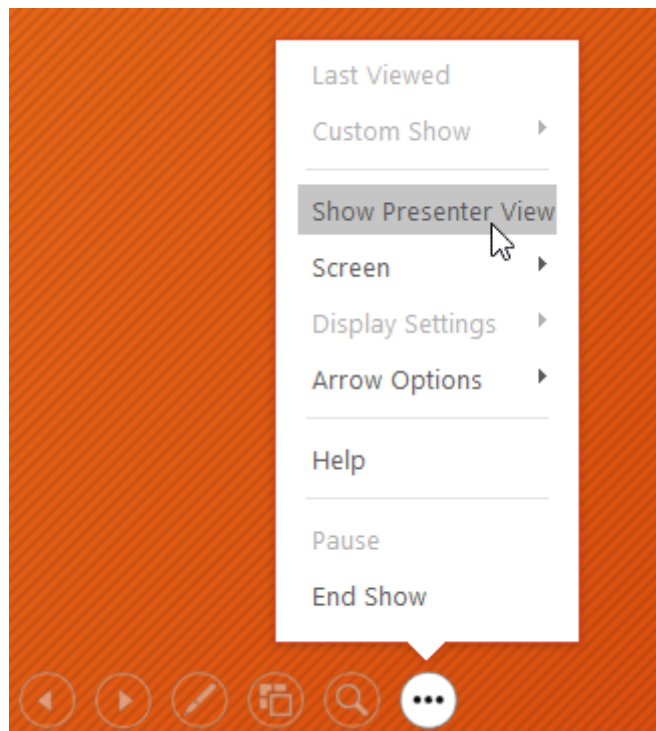 Last Viewed
Custom Show
Show Presenter View
Screen
Display Settings
Arrow Options
Help
Pause
End Show